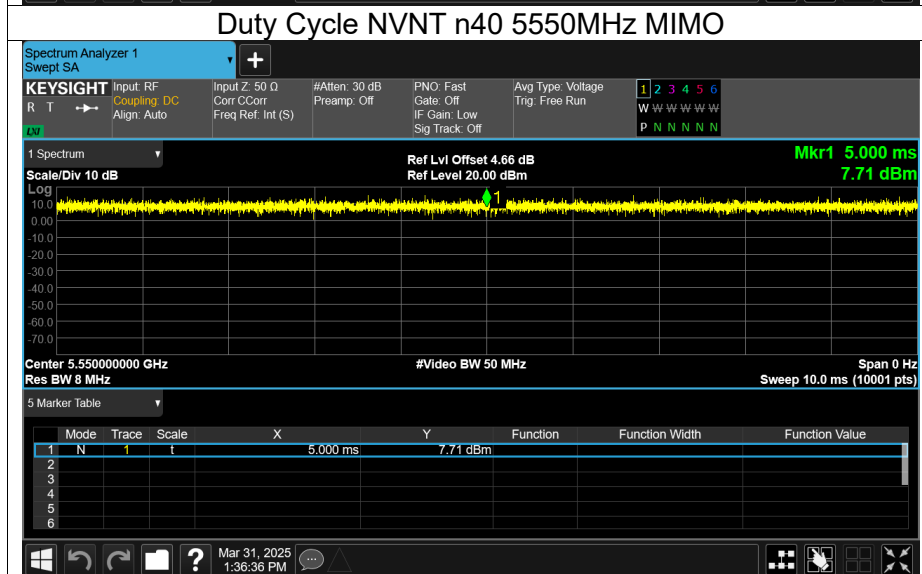 Duty Cycle NVNT n40 5550MHz MIMO
Spectrum Analyzer 1
Swept SA
+
KEYSIGHT
R T
LXI
Input: RF
Coupling: DC
Align: Auto
Input Z: 50 Ω
Corr CCorr
Freq Ref: Int (S)
#Atten: 30 dB
Preamp: Off
PNO: Fast
Gate: Off
IF Gain: Low
Sig Track: Off
Avg Type: Voltage
Trig: Free Run
1 2 3 4 5 6
W W W W W W
P N N N N N
1 Spectrum
Scale/Div 10 dB
Ref Lvl Offset 4.66 dB
Ref Level 20.00 dBm
Mkr1 5.000 ms
7.71 dBm
Log
1
10.0
0.00
-10.0
-20.0
-30.0
-40.0
-50.0
-60.0
-70.0
Center 5.550000000 GHz
#Video BW 50 MHz
Span 0 Hz
Res BW 8 MHz
Sweep 10.0 ms (10001 pts)
5 Marker Table
Mode Trace Scale X Y Function Function Width Function Value
1 N 1 t 5.000 ms 7.71 dBm
2
3
4
5
6
?
Mar 31, 2025
1:36:36 PM